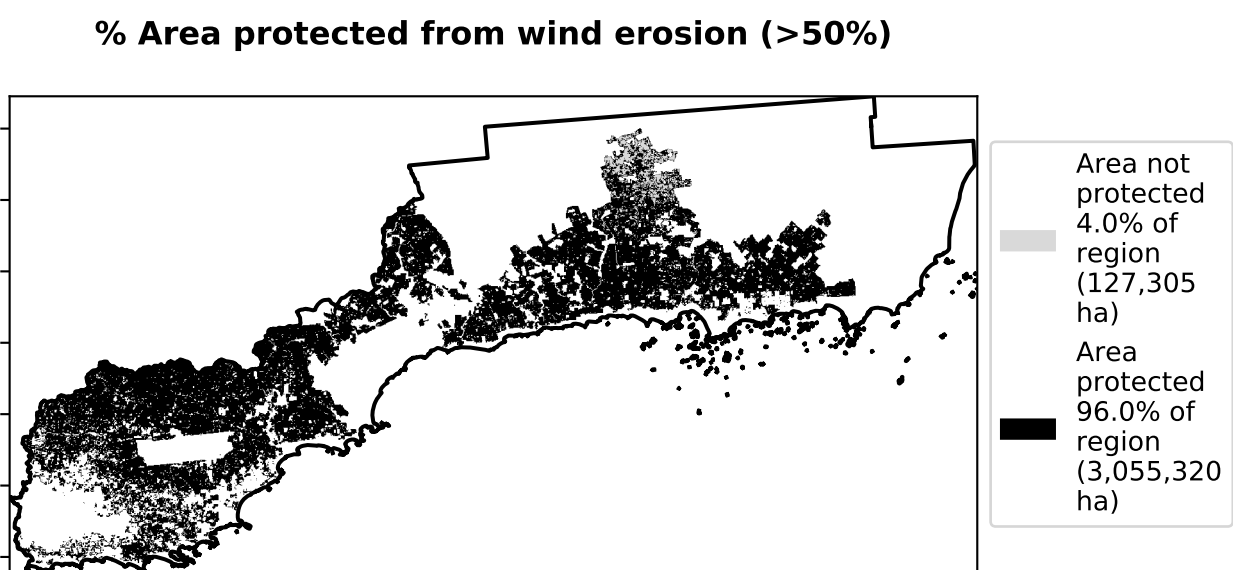 % Area protected from wind erosion (>50%)
Area not
protected
4.0% of
region
(127,305
ha)
Area
protected
96.0% of
region
(3,055,320
ha)